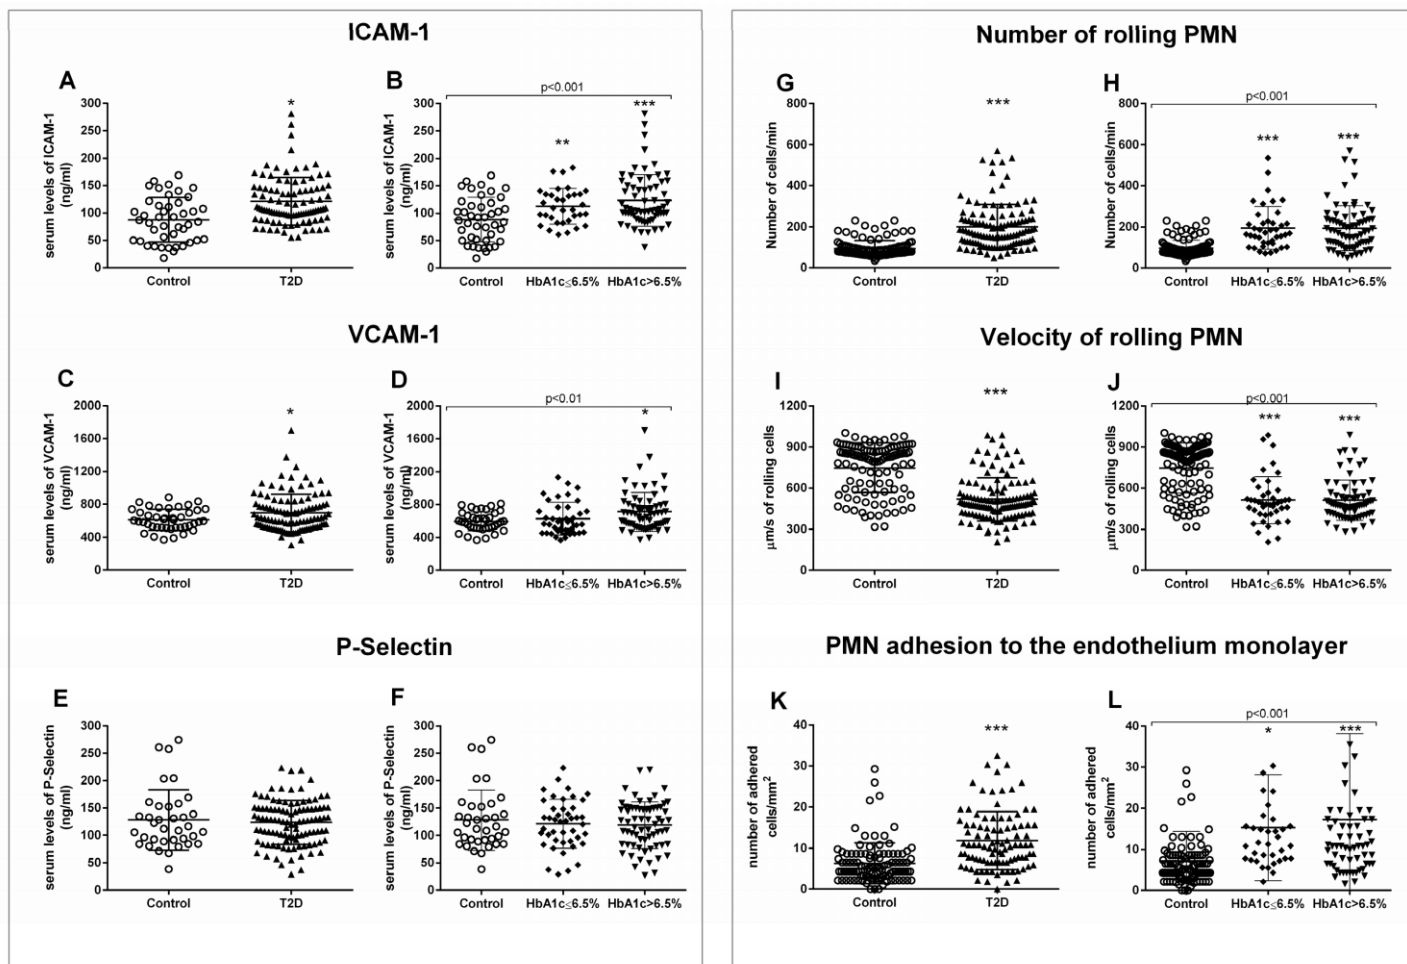 ICAM-1
A
B
p<0.001
serum levels of ICAM-1
(ng/ml)
300
250
200
150
100
50
0
*
Control
T2D
serum levels of ICAM-1
(ng/ml)
300
250
200
150
100
50
0
**
***
Control
HbA1c≤6.5%
HbA1c>6.5%
VCAM-1
C
D
p<0.01
serum levels of VCAM-1
(ng/ml)
2000
1600
1200
800
400
0
*
Control
T2D
serum levels of VCAM-1
(ng/ml)
2000
1600
1200
800
400
0
*
Control
HbA1c≤6.5%
HbA1c>6.5%
P-Selectin
E
F
serum levels of P-Selectin
(ng/ml)
300
250
200
150
100
50
0
Control
T2D
serum levels of P-Selectin
(ng/ml)
300
250
200
150
100
50
0
Control
HbA1c≤6.5%
HbA1c>6.5%
Number of rolling PMN
G
H
p<0.001
Number of cells/min
800
600
400
200
0
***
Control
T2D
Number of cells/min
800
600
400
200
0
***
***
Control
HbA1c≤6.5%
HbA1c>6.5%
Velocity of rolling PMN
I
J
p<0.001
μm/s of rolling cells
1200
900
600
300
0
***
Control
T2D
μm/s of rolling cells
1200
900
600
300
0
***
***
Control
HbA1c≤6.5%
HbA1c>6.5%
PMN adhesion to the endothelium monolayer
K
L
p<0.001
number of adhered
cells/mm²
40
30
20
10
0
***
Control
T2D
number of adhered
cells/mm²
40
30
20
10
0
*
***
Control
HbA1c≤6.5%
HbA1c>6.5%